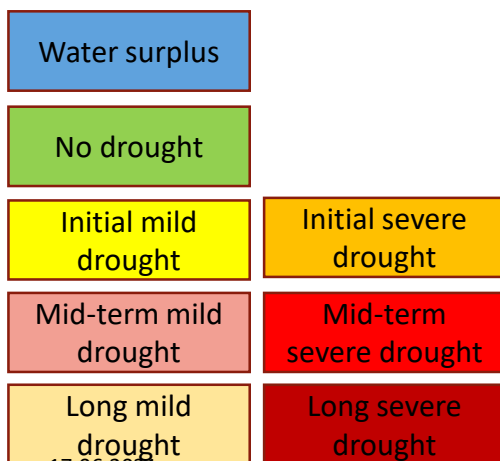 Water surplus
No drought
Initial mild
drought
Initial severe
drought
Mid-term mild
drought
Mid-term
severe drought
Long mild
drought
Long severe
drought